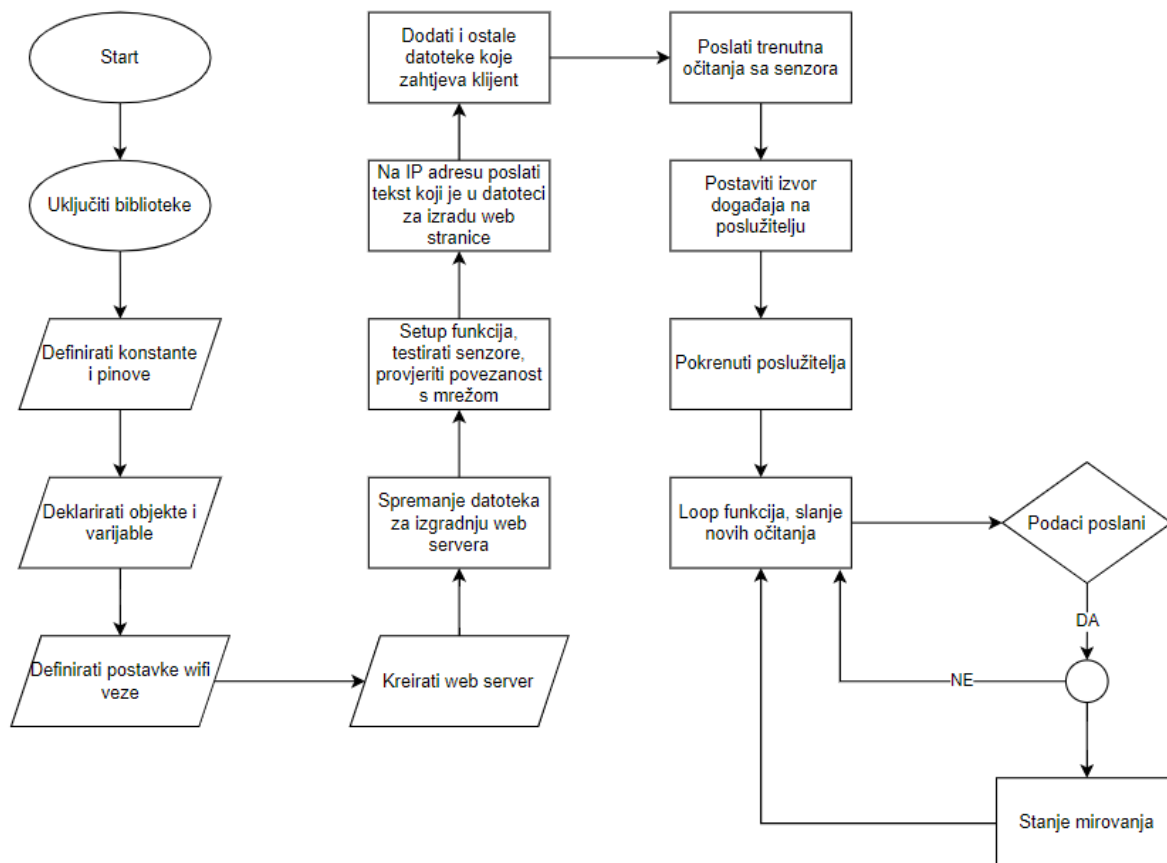 Start
Uključiti biblioteke
Definirati konstante
i pinove
Deklarirati objekte i
varijable
Definirati postavke wifi
veze
Kreirati web server
Spremanje datoteka
za izgradnju web
servera
Setup funkcija,
testirati senzore,
provjeriti povezanost
s mrežom
Na IP adresu poslati
tekst koji je u datoteci
za izradu web
stranice
Dodati i ostale
datoteke koje
zahtjeva klijent
Poslati trenutna
očitanja sa senzora
Postaviti izvor
događaja na
poslužitelju
Pokrenuti poslužitelja
Loop funkcija, slanje
novih očitanja
Podaci poslani
DA
NE
Stanje mirovanja